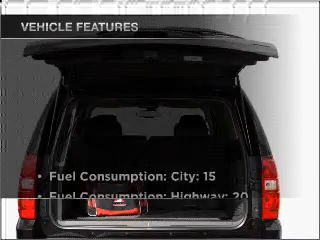 VEHICLE FEATURES
• Fuel Consumption: City: 15
• Fuel Consumption: Highway: 20